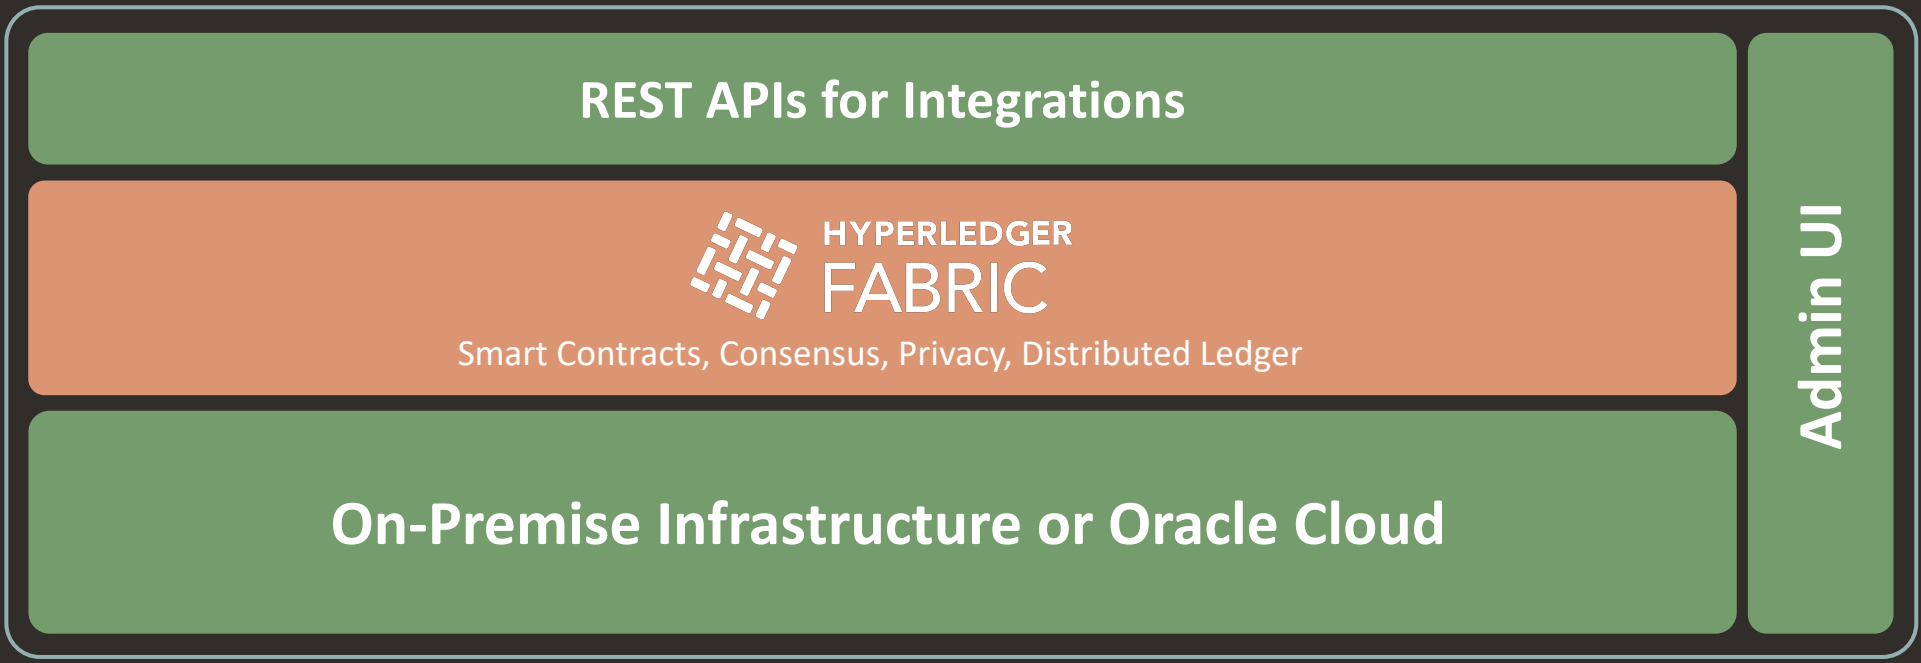 REST APIs for Integrations
HYPERLEDGER
FABRIC
Smart Contracts, Consensus, Privacy, Distributed Ledger
On-Premise Infrastructure or Oracle Cloud
Admin UI